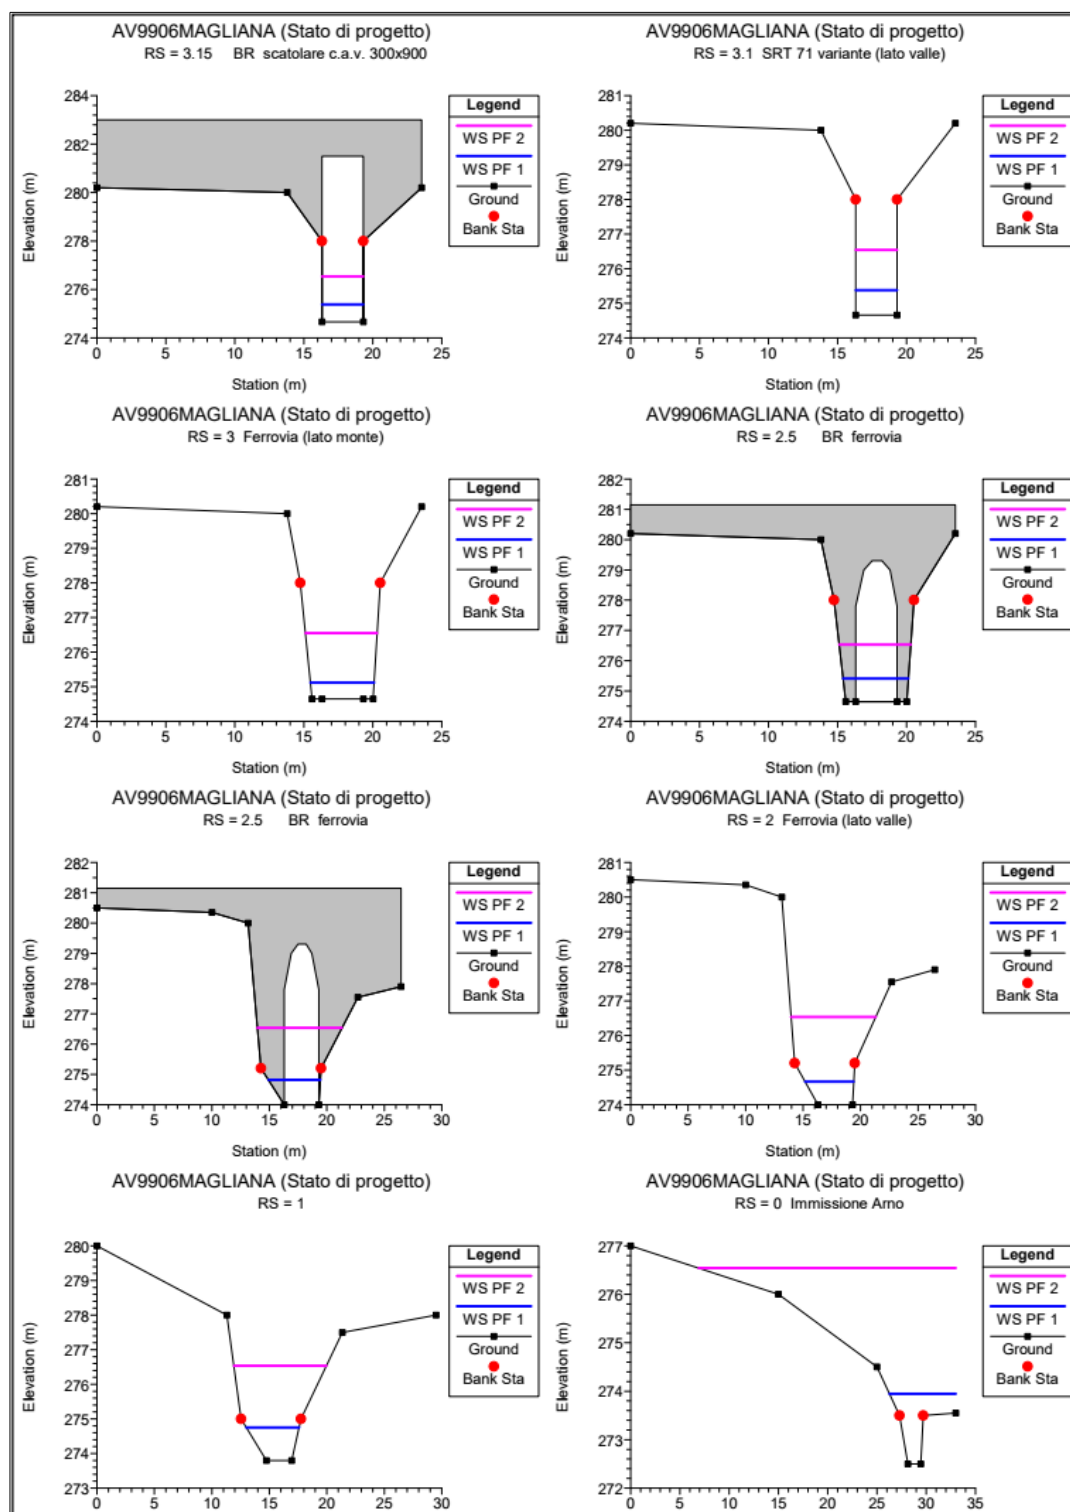 AV9906MAGLIANA (Stato di progetto)
RS = 3.15 BR scatolare c.a.v. 300x900
Legend
WS PF 2
WS PF 1
Ground
Bank Sta
Elevation (m)
284
282
280
278
276
274
0 5 10 15 20 25
Station (m)
AV9906MAGLIANA (Stato di progetto)
RS = 3.1 SRT 71 variante (lato valle)
Legend
WS PF 2
WS PF 1
Ground
Bank Sta
Elevation (m)
281
280
279
278
277
276
275
274
0 5 10 15 20 25
Station (m)
AV9906MAGLIANA (Stato di progetto)
RS = 3 Ferrovia (lato monte)
Legend
WS PF 2
WS PF 1
Ground
Bank Sta
Elevation (m)
281
280
279
278
277
276
275
274
0 5 10 15 20 25
Station (m)
AV9906MAGLIANA (Stato di progetto)
RS = 2.5 BR ferrovia
Legend
WS PF 2
WS PF 1
Ground
Bank Sta
Elevation (m)
282
281
280
279
278
277
276
275
274
0 5 10 15 20 25
Station (m)
AV9906MAGLIANA (Stato di progetto)
RS = 2.5 BR ferrovia
Legend
WS PF 2
WS PF 1
Ground
Bank Sta
Elevation (m)
282
281
280
279
278
277
276
275
274
0 5 10 15 20 25 30
Station (m)
AV9906MAGLIANA (Stato di progetto)
RS = 2 Ferrovia (lato valle)
Legend
WS PF 2
WS PF 1
Ground
Bank Sta
Elevation (m)
281
280
279
278
277
276
275
274
0 5 10 15 20 25 30
Station (m)
AV9906MAGLIANA (Stato di progetto)
RS = 1
Legend
WS PF 2
WS PF 1
Ground
Bank Sta
Elevation (m)
280
279
278
277
276
275
274
273
0 5 10 15 20 25 30
AV9906MAGLIANA (Stato di progetto)
RS = 0 Immissione Arno
Legend
WS PF 2
WS PF 1
Ground
Bank Sta
Elevation (m)
277
276
275
274
273
272
0 5 10 15 20 25 30 35